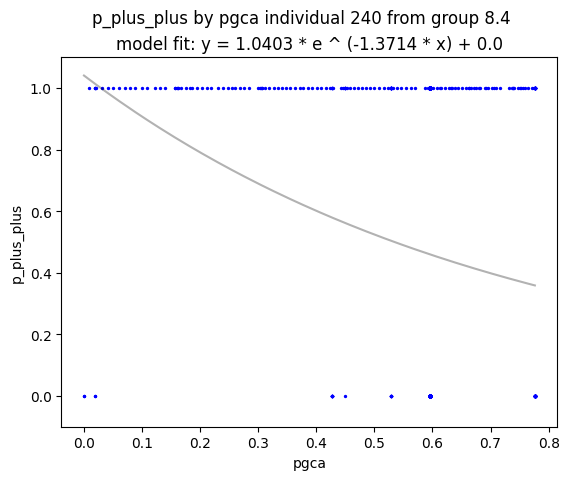 p_plus_plus by pgca individual 240 from group 8.4
model fit: y = 1.0403 * e ^ (-1.3714 * x) + 0.0
1.0
0.8
0.6
0.4
0.2
0.0
p_plus_plus
0.0 0.1 0.2 0.3 0.4 0.5 0.6 0.7 0.8
pgca